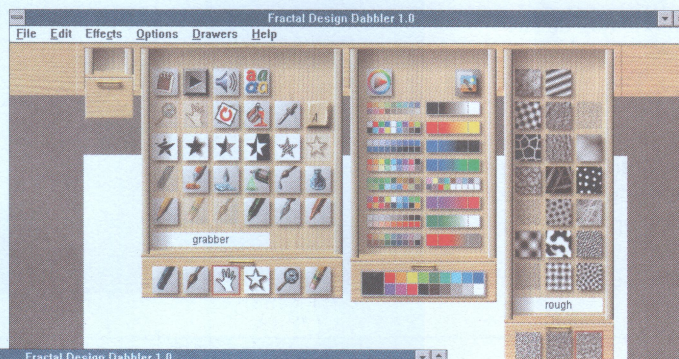 Fractal Design Dabbler 1.0
File Edit Effects Options Drawers Help
grabber
rough
Fractal Design Dabbler 1.0